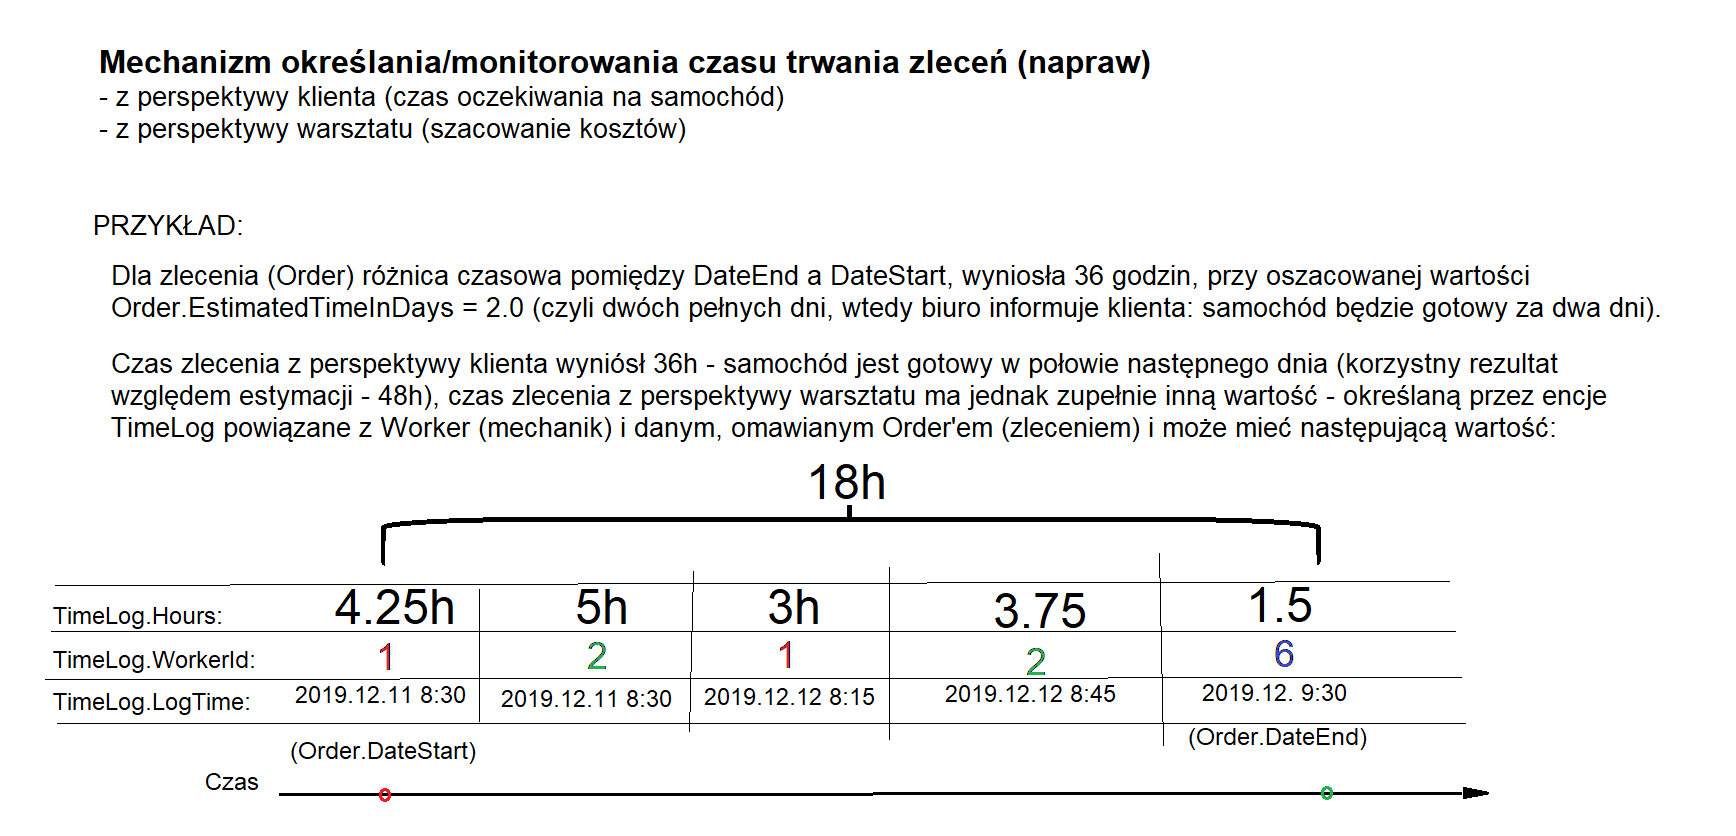 Mechanizm określania/monitorowania czasu trwania zleceń (napraw)
- z perspektywy klienta (czas oczekiwania na samochód)
- z perspektywy warsztatu (szacowanie kosztów)
PRZYKŁAD:
Dla zlecenia (Order) różnica czasowa pomiędzy DateEnd a DateStart, wyniosła 36 godzin, przy oszacowanej wartości
Order.EstimatedTimeInDays = 2.0 (czyli dwóch pełnych dni, wtedy biuro informuje klienta: samochód będzie gotowy za dwa dni).
Czas zlecenia z perspektywy klienta wyniósł 36h - samochód jest gotowy w połowie następnego dnia (korzystny rezultat
względem estymacji - 48h), czas zlecenia z perspektywy warsztatu ma jednak zupełnie inną wartość - określaną przez encje
TimeLog powiązane z Worker (mechanik) i danym, omawianym Order'em (zleceniem) i może mieć następującą wartość:
18h
TimeLog.Hours: 4.25h 5h 3h 3.75 1.5
TimeLog.WorkerId: 1 2 1 2 6
TimeLog.LogTime: 2019.12.11 8:30 2019.12.11 8:30 2019.12.12 8:15 2019.12.12 8:45 2019.12. 9:30
(Order.DateStart) (Order.DateEnd)
Czas